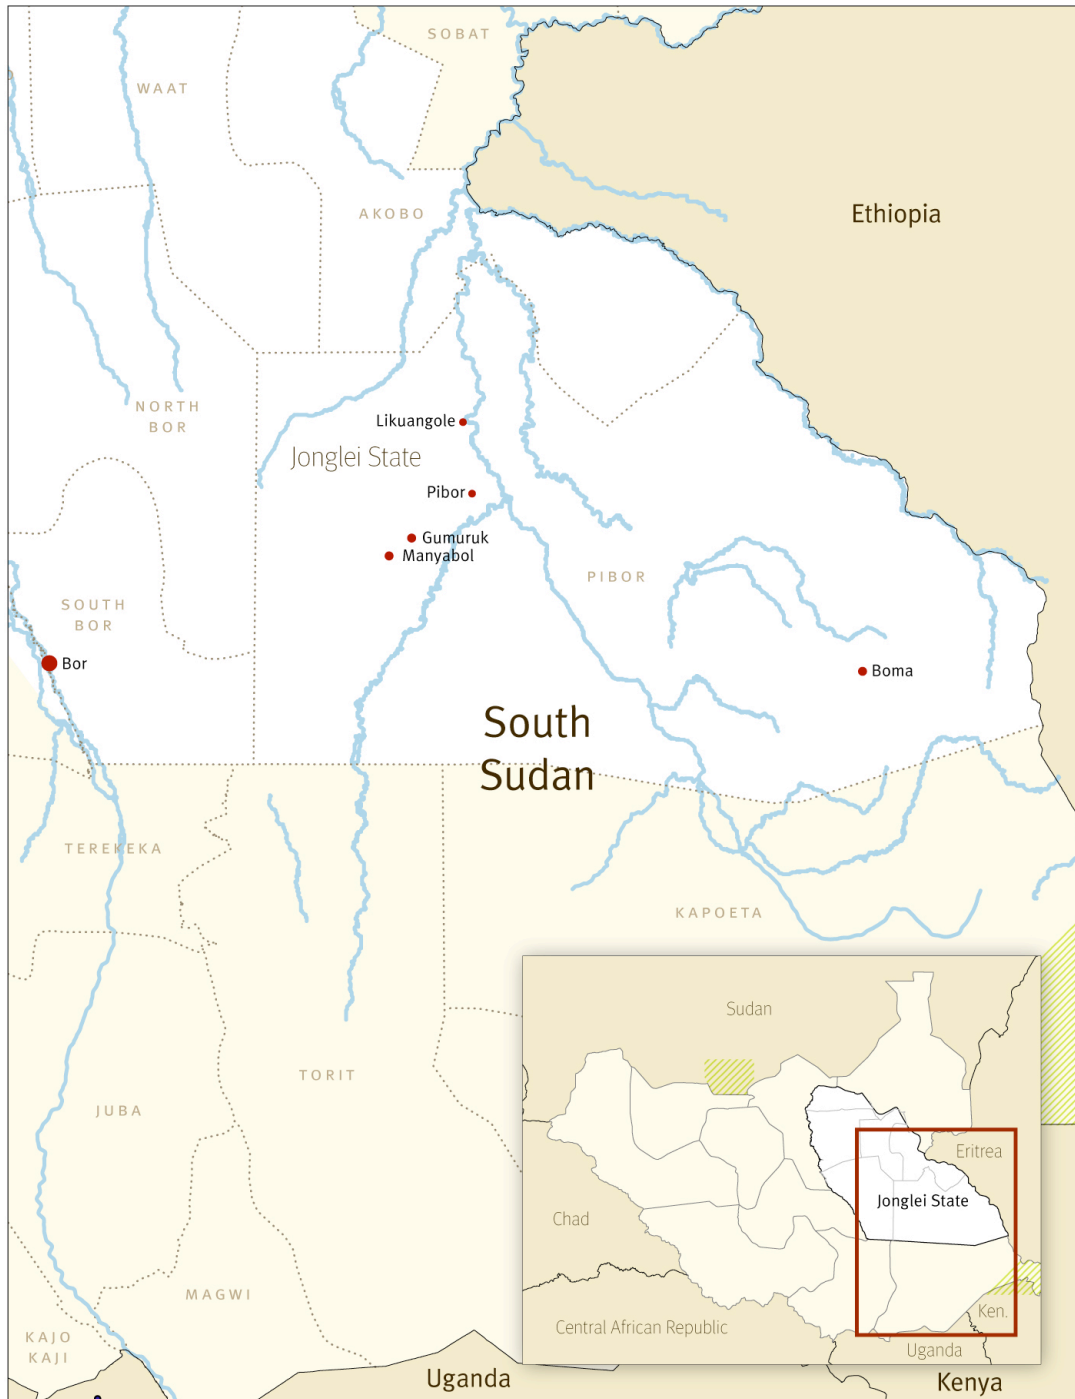 SOBAT
WAAT
AKOBO
Ethiopia
NORTH
BOR
Likuangole
Jonglei State
Pibor
Gumuruk
Manyabol
PIBOR
SOUTH
BOR
Bor
Boma
South
Sudan
TEREKEKA
KAPOETA
Sudan
TORIT
JUBA
Eritrea
Jonglei State
Chad
MAGWI
Ken.
Central African Republic
KAJO
KAJI
Uganda
Uganda
Kenya